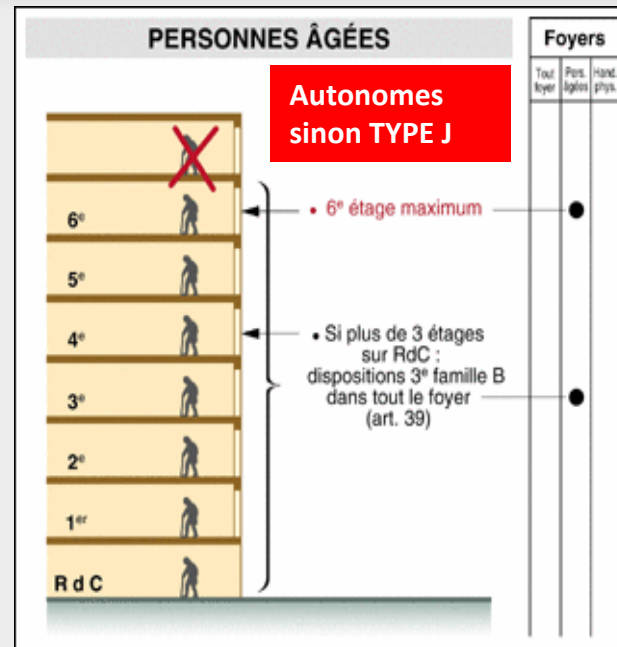 PERSONNES ÂGÉES
Foyers
Tout foyer
Pers. âgées
Hand. phys.
Autonomes
sinon TYPE J
6e
• 6e étage maximum
5e
4e
• Si plus de 3 étages
sur RdC :
dispositions 3e famille B
dans tout le foyer
(art. 39)
3e
2e
1er
R d C